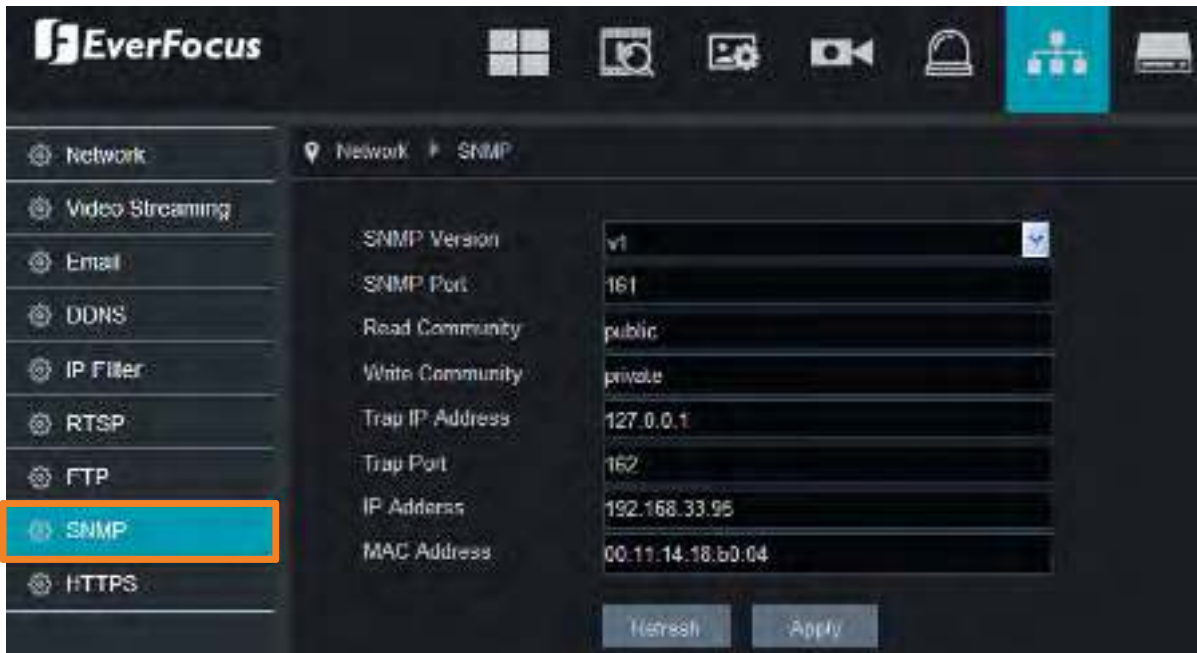 EverFocus
Network
Video Streaming
Email
DDNS
IP Filter
RTSP
FTP
SNMP
HTTPS
Network SNMP
SNMP Version v1
SNMP Port 161
Read Community public
Write Community private
Trap IP Address 127.0.0.1
Trap Port 162
IP Adderss 192.168.33.95
MAC Address 00.11.14.18.b0.04
Refresh Apply